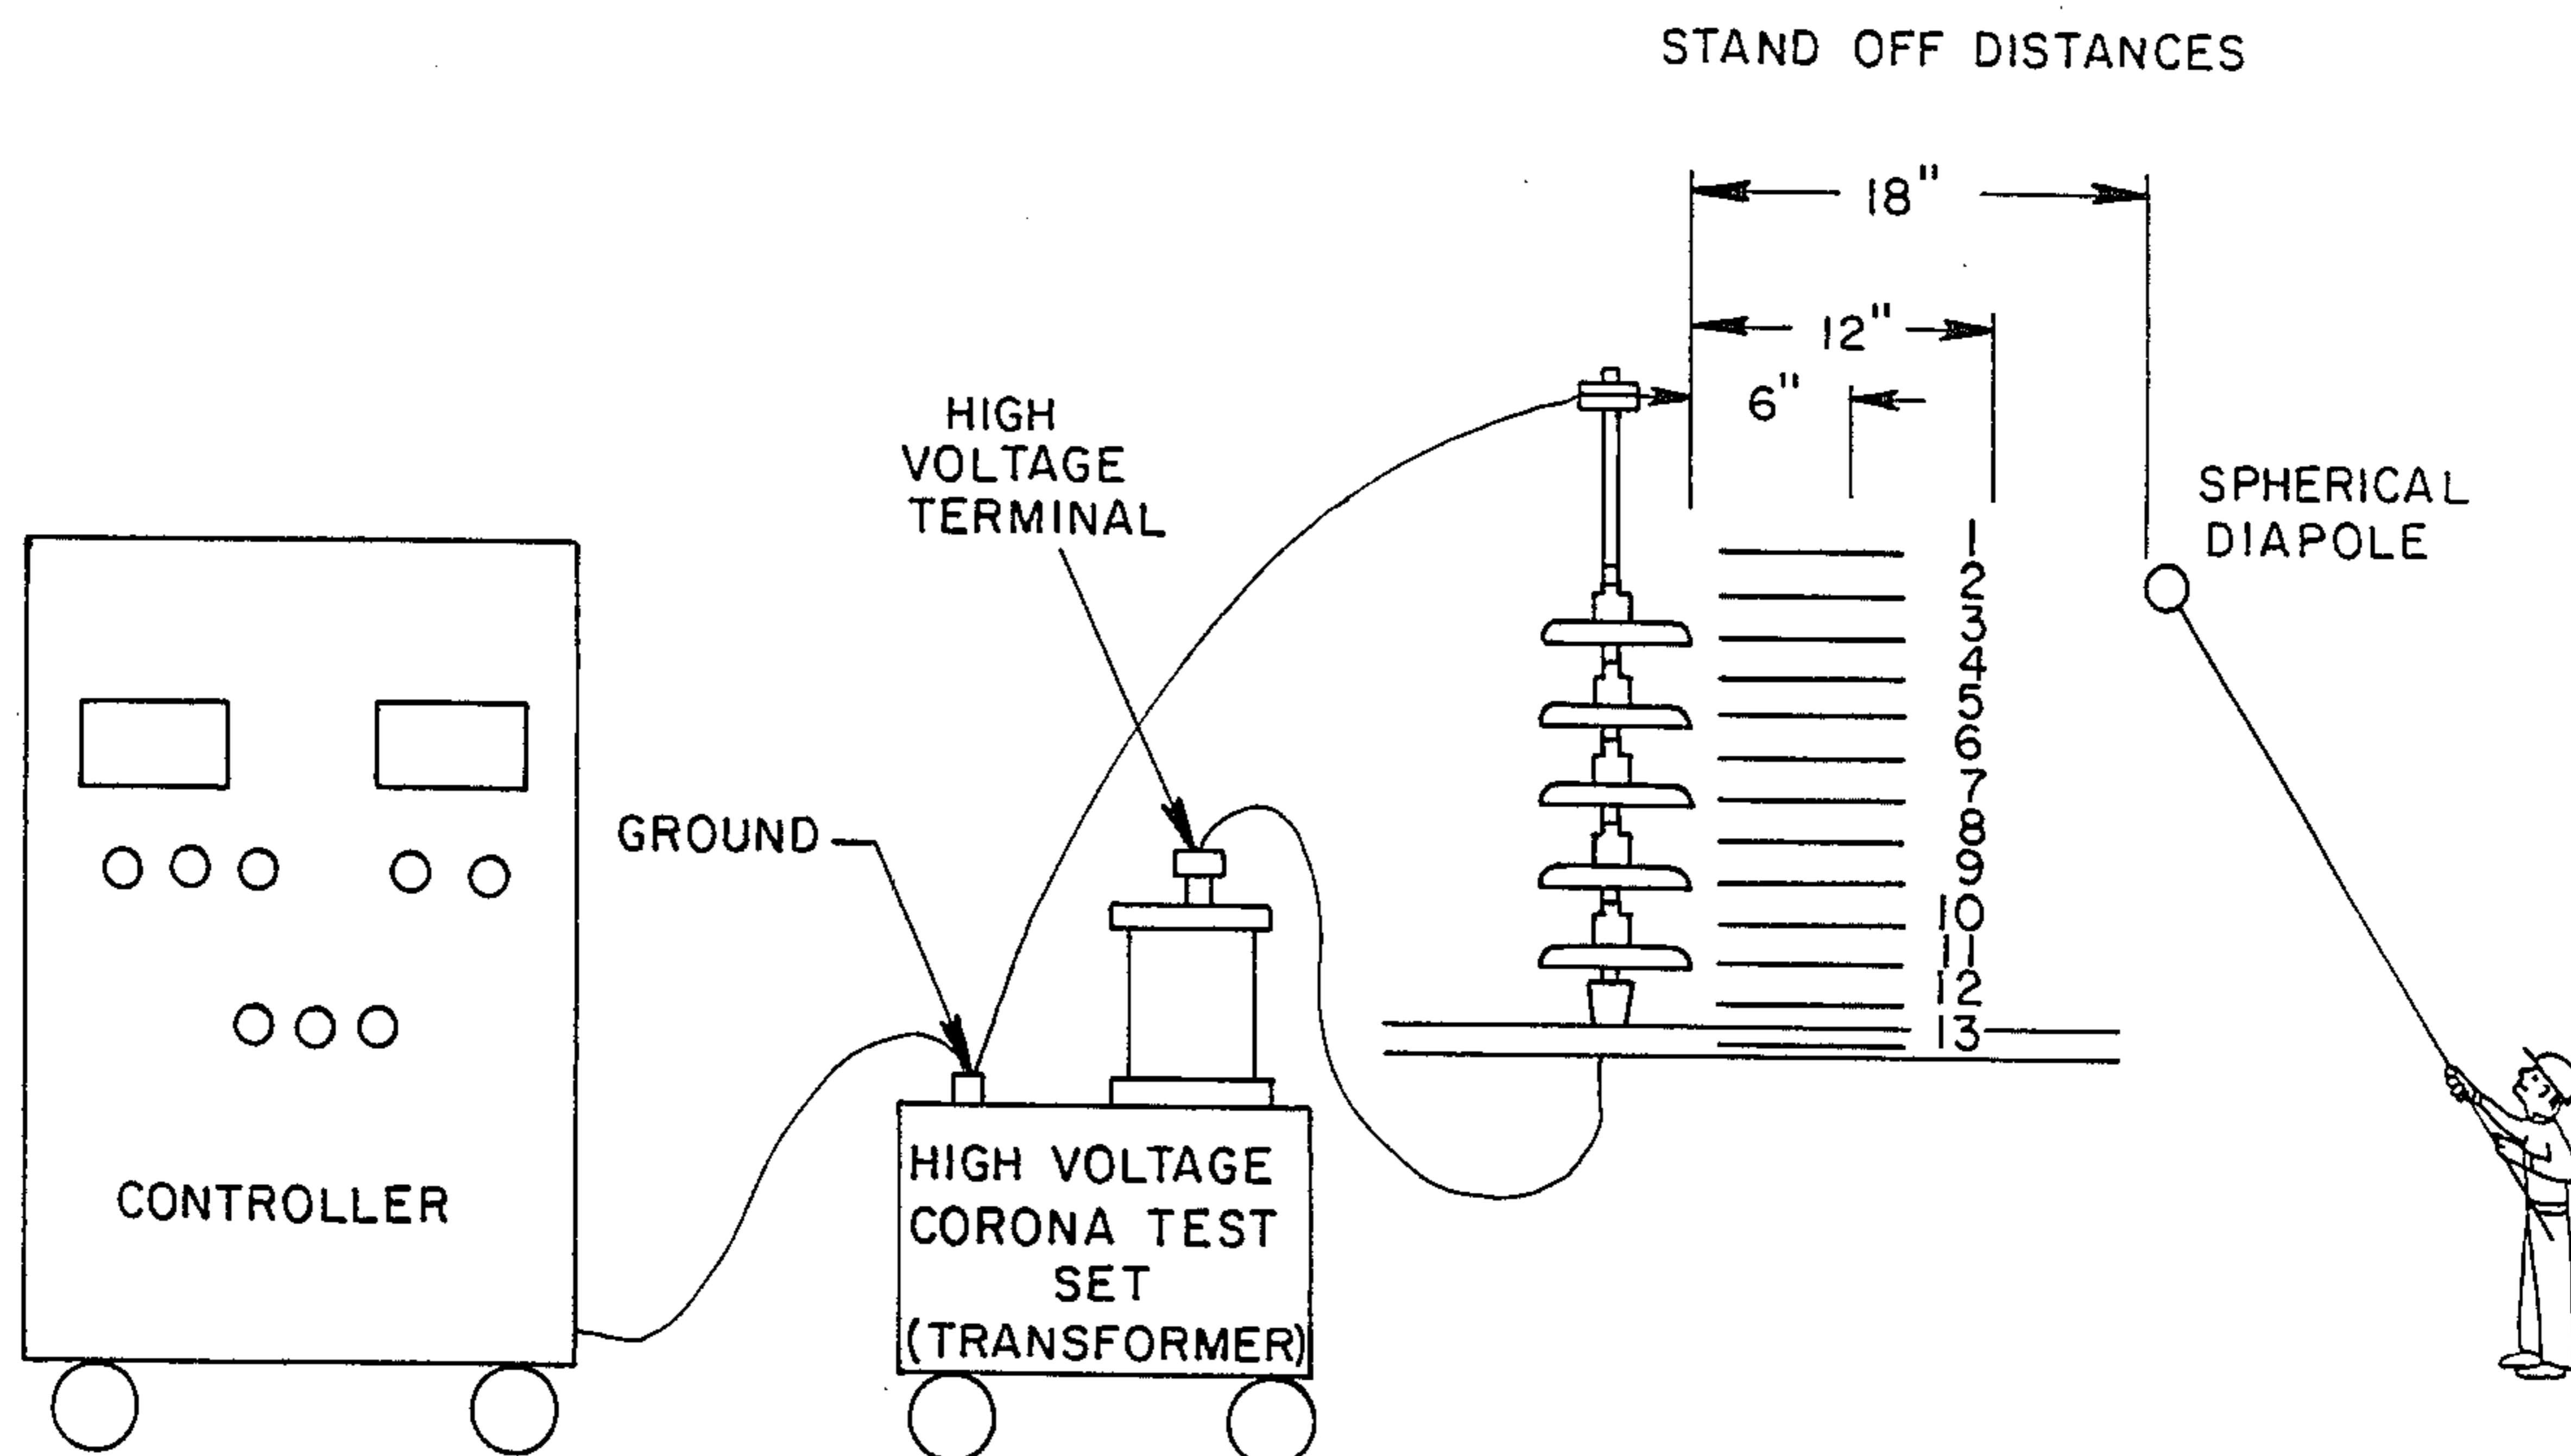 STAND OFF DISTANCES
18"
12"
6"
HIGH
VOLTAGE
TERMINAL
SPHERICAL
DIAPOLE
1
2
3
4
5
6
7
8
9
10
11
12
13
GROUND
CONTROLLER
HIGH VOLTAGE
CORONA TEST
SET
(TRANSFORMER)